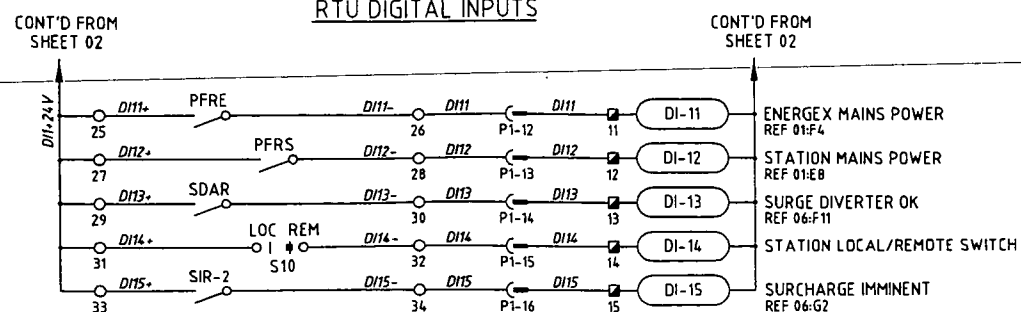 RTU DIGITAL INPUTS
CONT'D FROM
SHEET 02
CONT'D FROM
SHEET 02
DI1+24V
DI11+ PFRE DI11- DI11 DI11 DI-11 ENERGEX MAINS POWER
25 26 P1-12 11 REF 01:F4
DI12+ PFRS DI12- DI12 DI12 DI-12 STATION MAINS POWER
27 28 P1-13 12 REF 01:E8
DI13+ SDAR DI13- DI13 DI13 DI-13 SURGE DIVERTER OK
29 30 P1-14 13 REF 06:F11
LOC REM
DI14+ DI14- DI14 DI14 DI-14 STATION LOCAL/REMOTE SWITCH
31 S10 32 P1-15 14
DI15+ SIR-2 DI15- DI15 DI15 DI-15 SURCHARGE IMMINENT
33 34 P1-16 15 REF 06:G2